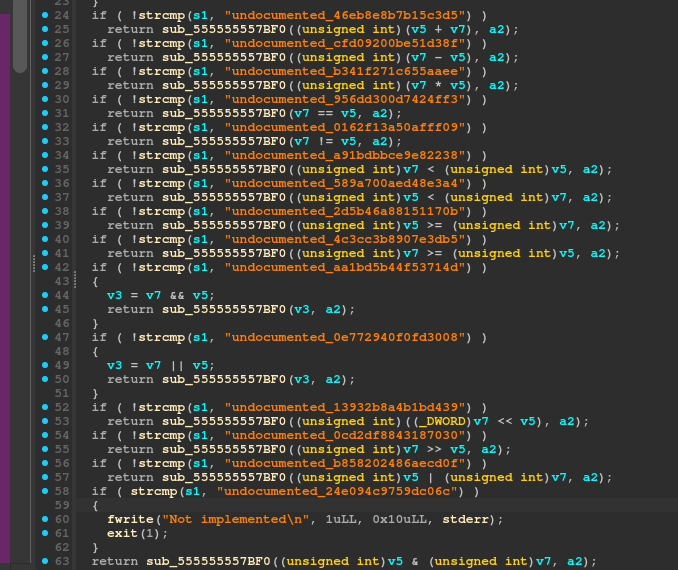 23 }
24 if ( !strcmp(s1, "undocumented_46eb8e8b7b15c3d5") )
25 return sub_555555557BF0((unsigned int)(v5 + v7), a2);
26 if ( !strcmp(s1, "undocumented_cfd09200be51d38f") )
27 return sub_555555557BF0((unsigned int)(v7 - v5), a2);
28 if ( !strcmp(s1, "undocumented_b341f271c655aaee") )
29 return sub_555555557BF0((unsigned int)(v7 * v5), a2);
30 if ( !strcmp(s1, "undocumented_956dd300d7424ff3") )
31 return sub_555555557BF0(v7 == v5, a2);
32 if ( !strcmp(s1, "undocumented_0162f13a50afff09") )
33 return sub_555555557BF0(v7 != v5, a2);
34 if ( !strcmp(s1, "undocumented_a91bdbbce9e82238") )
35 return sub_555555557BF0((unsigned int)v7 < (unsigned int)v5, a2);
36 if ( !strcmp(s1, "undocumented_589a700aed48e3a4") )
37 return sub_555555557BF0((unsigned int)v5 < (unsigned int)v7, a2);
38 if ( !strcmp(s1, "undocumented_2d5b46a88151170b") )
39 return sub_555555557BF0((unsigned int)v5 >= (unsigned int)v7, a2);
40 if ( !strcmp(s1, "undocumented_4c3cc3b8907e3db5") )
41 return sub_555555557BF0((unsigned int)v7 >= (unsigned int)v5, a2);
42 if ( !strcmp(s1, "undocumented_aa1bd5b44f53714d") )
43 {
44 v3 = v7 && v5;
45 return sub_555555557BF0(v3, a2);
46 }
47 if ( !strcmp(s1, "undocumented_0e772940f0fd3008") )
48 {
49 v3 = v7 || v5;
50 return sub_555555557BF0(v3, a2);
51 }
52 if ( !strcmp(s1, "undocumented_13932b8a4b1bd439") )
53 return sub_555555557BF0((unsigned int)((_DWORD)v7 << v5), a2);
54 if ( !strcmp(s1, "undocumented_0cd2df8843187030") )
55 return sub_555555557BF0((unsigned int)v7 >> v5, a2);
56 if ( !strcmp(s1, "undocumented_b858202486aecd0f") )
57 return sub_555555557BF0((unsigned int)v5 | (unsigned int)v7, a2);
58 if ( strcmp(s1, "undocumented_24e094c9759dc06c") )
59 {
60 fwrite("Not implemented\n", 1uLL, 0x10uLL, stderr);
61 exit(1);
62 }
63 return sub_555555557BF0((unsigned int)v5 & (unsigned int)v7, a2);